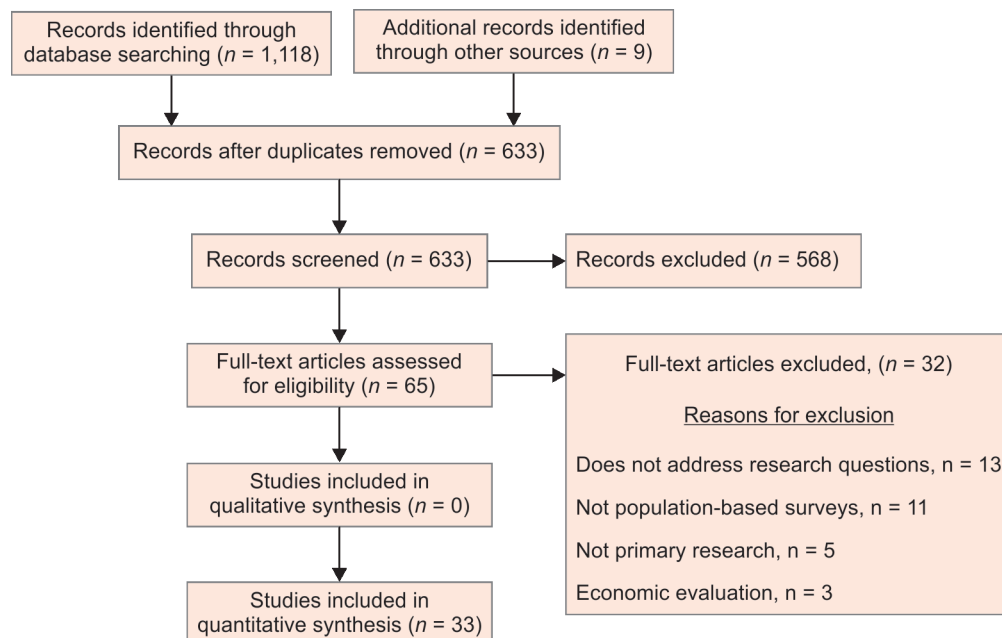 Records identified through
database searching (n = 1,118)
Additional records identified
through other sources (n = 9)
Records after duplicates removed (n = 633)
Records screened (n = 633)
Records excluded (n = 568)
Full-text articles assessed
for eligibility (n = 65)
Full-text articles excluded, (n = 32)
Reasons for exclusion
Does not address research questions, n = 13
Not population-based surveys, n = 11
Not primary research, n = 5
Economic evaluation, n = 3
Studies included in
qualitative synthesis (n = 0)
Studies included in
quantitative synthesis (n = 33)